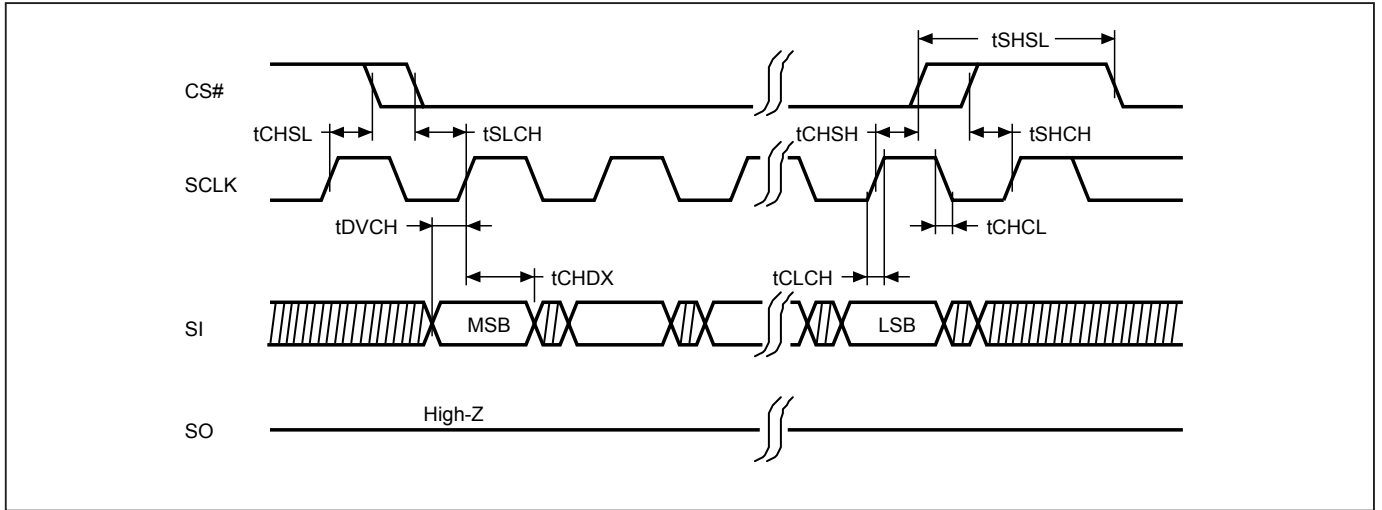 tSHSL
CS#
tCHSL
tSLCH
tCHSH
tSHCH
SCLK
tDVCH
tCHCL
tCHDX
tCLCH
SI
MSB
LSB
High-Z
SO